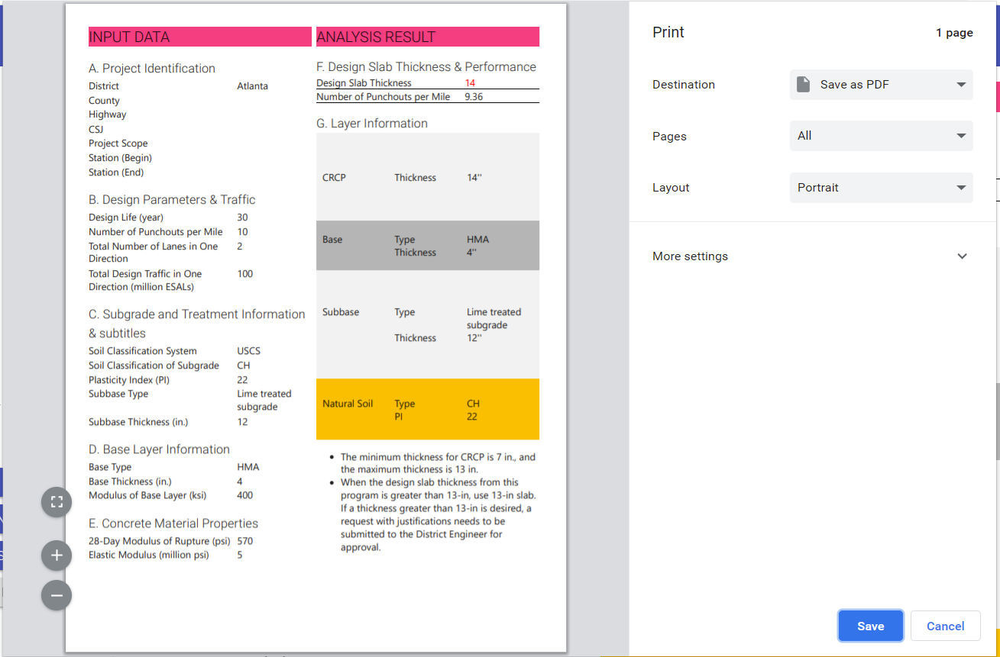 INPUT DATA
A. Project Identification
District Atlanta
County
Highway
CSJ
Project Scope
Station (Begin)
Station (End)
B. Design Parameters & Traffic
Design Life (year) 30
Number of Punchouts per Mile 10
Total Number of Lanes in One 2
Direction
Total Design Traffic in One 100
Direction (million ESALs)
C. Subgrade and Treatment Information
& subtitles
Soil Classification System USCS
Soil Classification of Subgrade CH
Plasticity Index (PI) 22
Subbase Type Lime treated
subgrade
Subbase Thickness (in.) 12
D. Base Layer Information
Base Type HMA
Base Thickness (in.) 4
Modulus of Base Layer (ksi) 400
E. Concrete Material Properties
28-Day Modulus of Rupture (psi) 570
Elastic Modulus (million psi) 5
ANALYSIS RESULT
F. Design Slab Thickness & Performance
Design Slab Thickness 14
Number of Punchouts per Mile 9.36
G. Layer Information
CRCP Thickness 14''
Base Type HMA
Thickness 4''
Subbase Type Lime treated
subgrade
Thickness 12''
Natural Soil Type CH
PI 22
• The minimum thickness for CRCP is 7 in., and
the maximum thickness is 13 in.
• When the design slab thickness from this
program is greater than 13-in, use 13-in slab.
If a thickness greater than 13-in is desired, a
request with justifications needs to be
submitted to the District Engineer for
approval.
Print 1 page
Destination Save as PDF
Pages All
Layout Portrait
More settings
Save Cancel